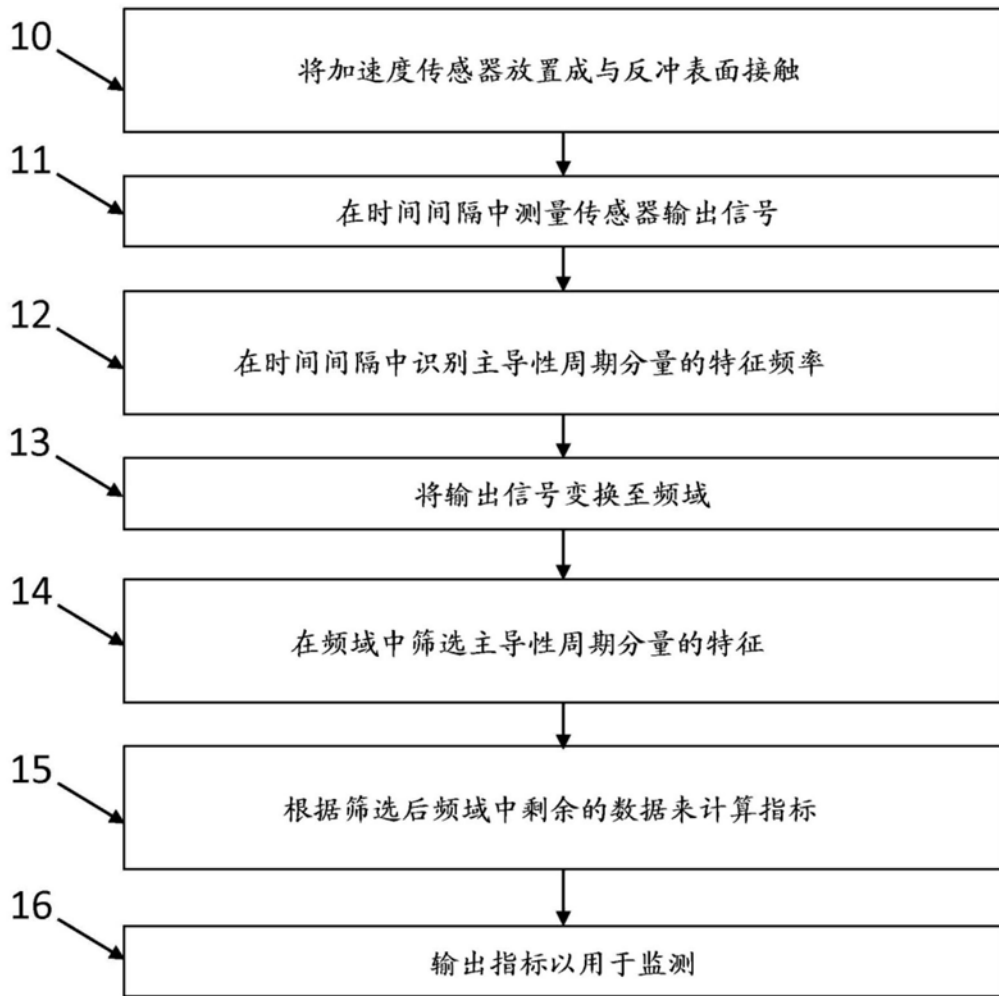 10
将加速度传感器放置成与反冲表面接触
11
在时间间隔中测量传感器输出信号
12
在时间间隔中识别主导性周期分量的特征频率
13
将输出信号变换至频域
14
在频域中筛选主导性周期分量的特征
15
根据筛选后频域中剩余的数据来计算指标
16
输出指标以用于监测